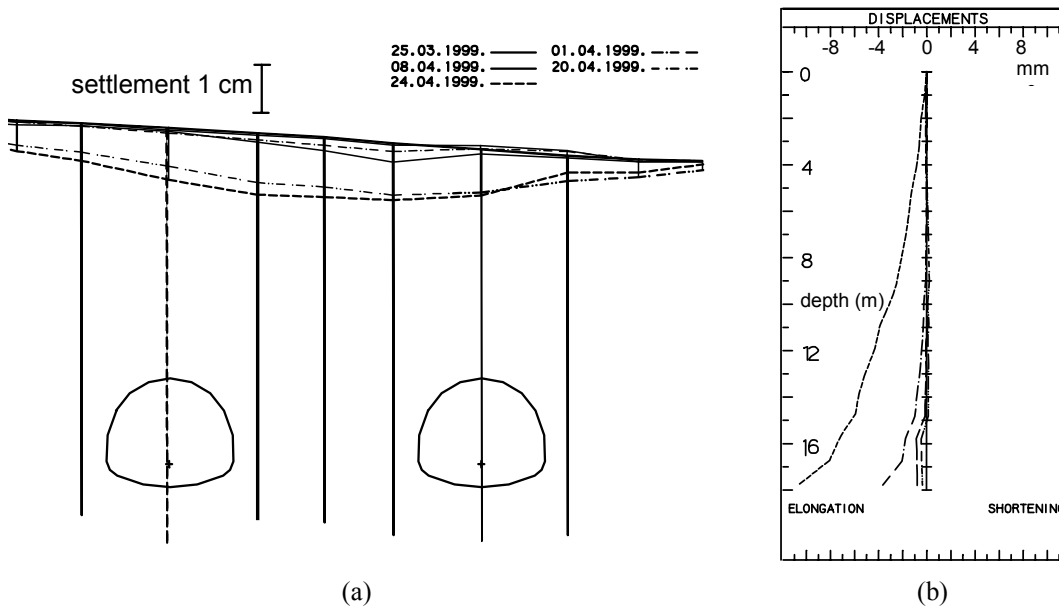 25.03.1999. 01.04.1999.
08.04.1999. 20.04.1999.
24.04.1999.
settlement 1 cm
(a)
DISPLACEMENTS
-8 -4 0 4 8
mm
0
4
8
depth (m)
12
16
ELONGATION SHORTENING
(b)